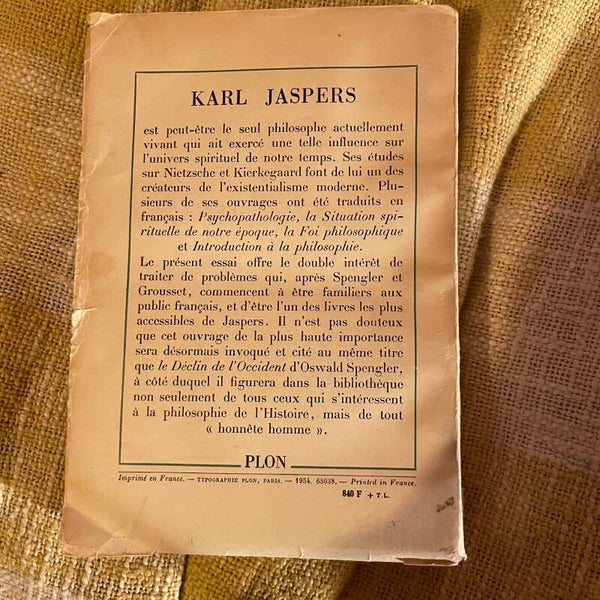 KARL JASPERS
est peut-être le seul philosophe actuellement
vivant qui ait exercé une telle influence sur
l'univers spirituel de notre temps. Ses études
sur Nietzsche et Kierkegaard font de lui un des
créateurs de l'existentialisme moderne. Plu-
sieurs de ses ouvrages ont été traduits en
français : Psychopathologie, la Situation spi-
rituelle de notre époque, la Foi philosophique
et Introduction à la philosophie.
Le présent essai offre le double intérêt de
traiter de problèmes qui, après Spengler et
Grousset, commencent à être familiers aux
public français, et d'être l'un des livres les plus
accessibles de Jaspers. Il n'est pas douteux
que cet ouvrage de la plus haute importance
sera désormais invoqué et cité au même titre
que le Déclin de l'Occident d'Oswald Spengler,
à côté duquel il figurera dans la bibliothèque
non seulement de tous ceux qui s'intéressent
à la philosophie de l'Histoire, mais de tout
« honnête homme ».
PLON
Imprimé en France. — TYPOGRAPHIE PLON, PARIS. — 1954. 65038. — Printed in France.
840 F + T.L.